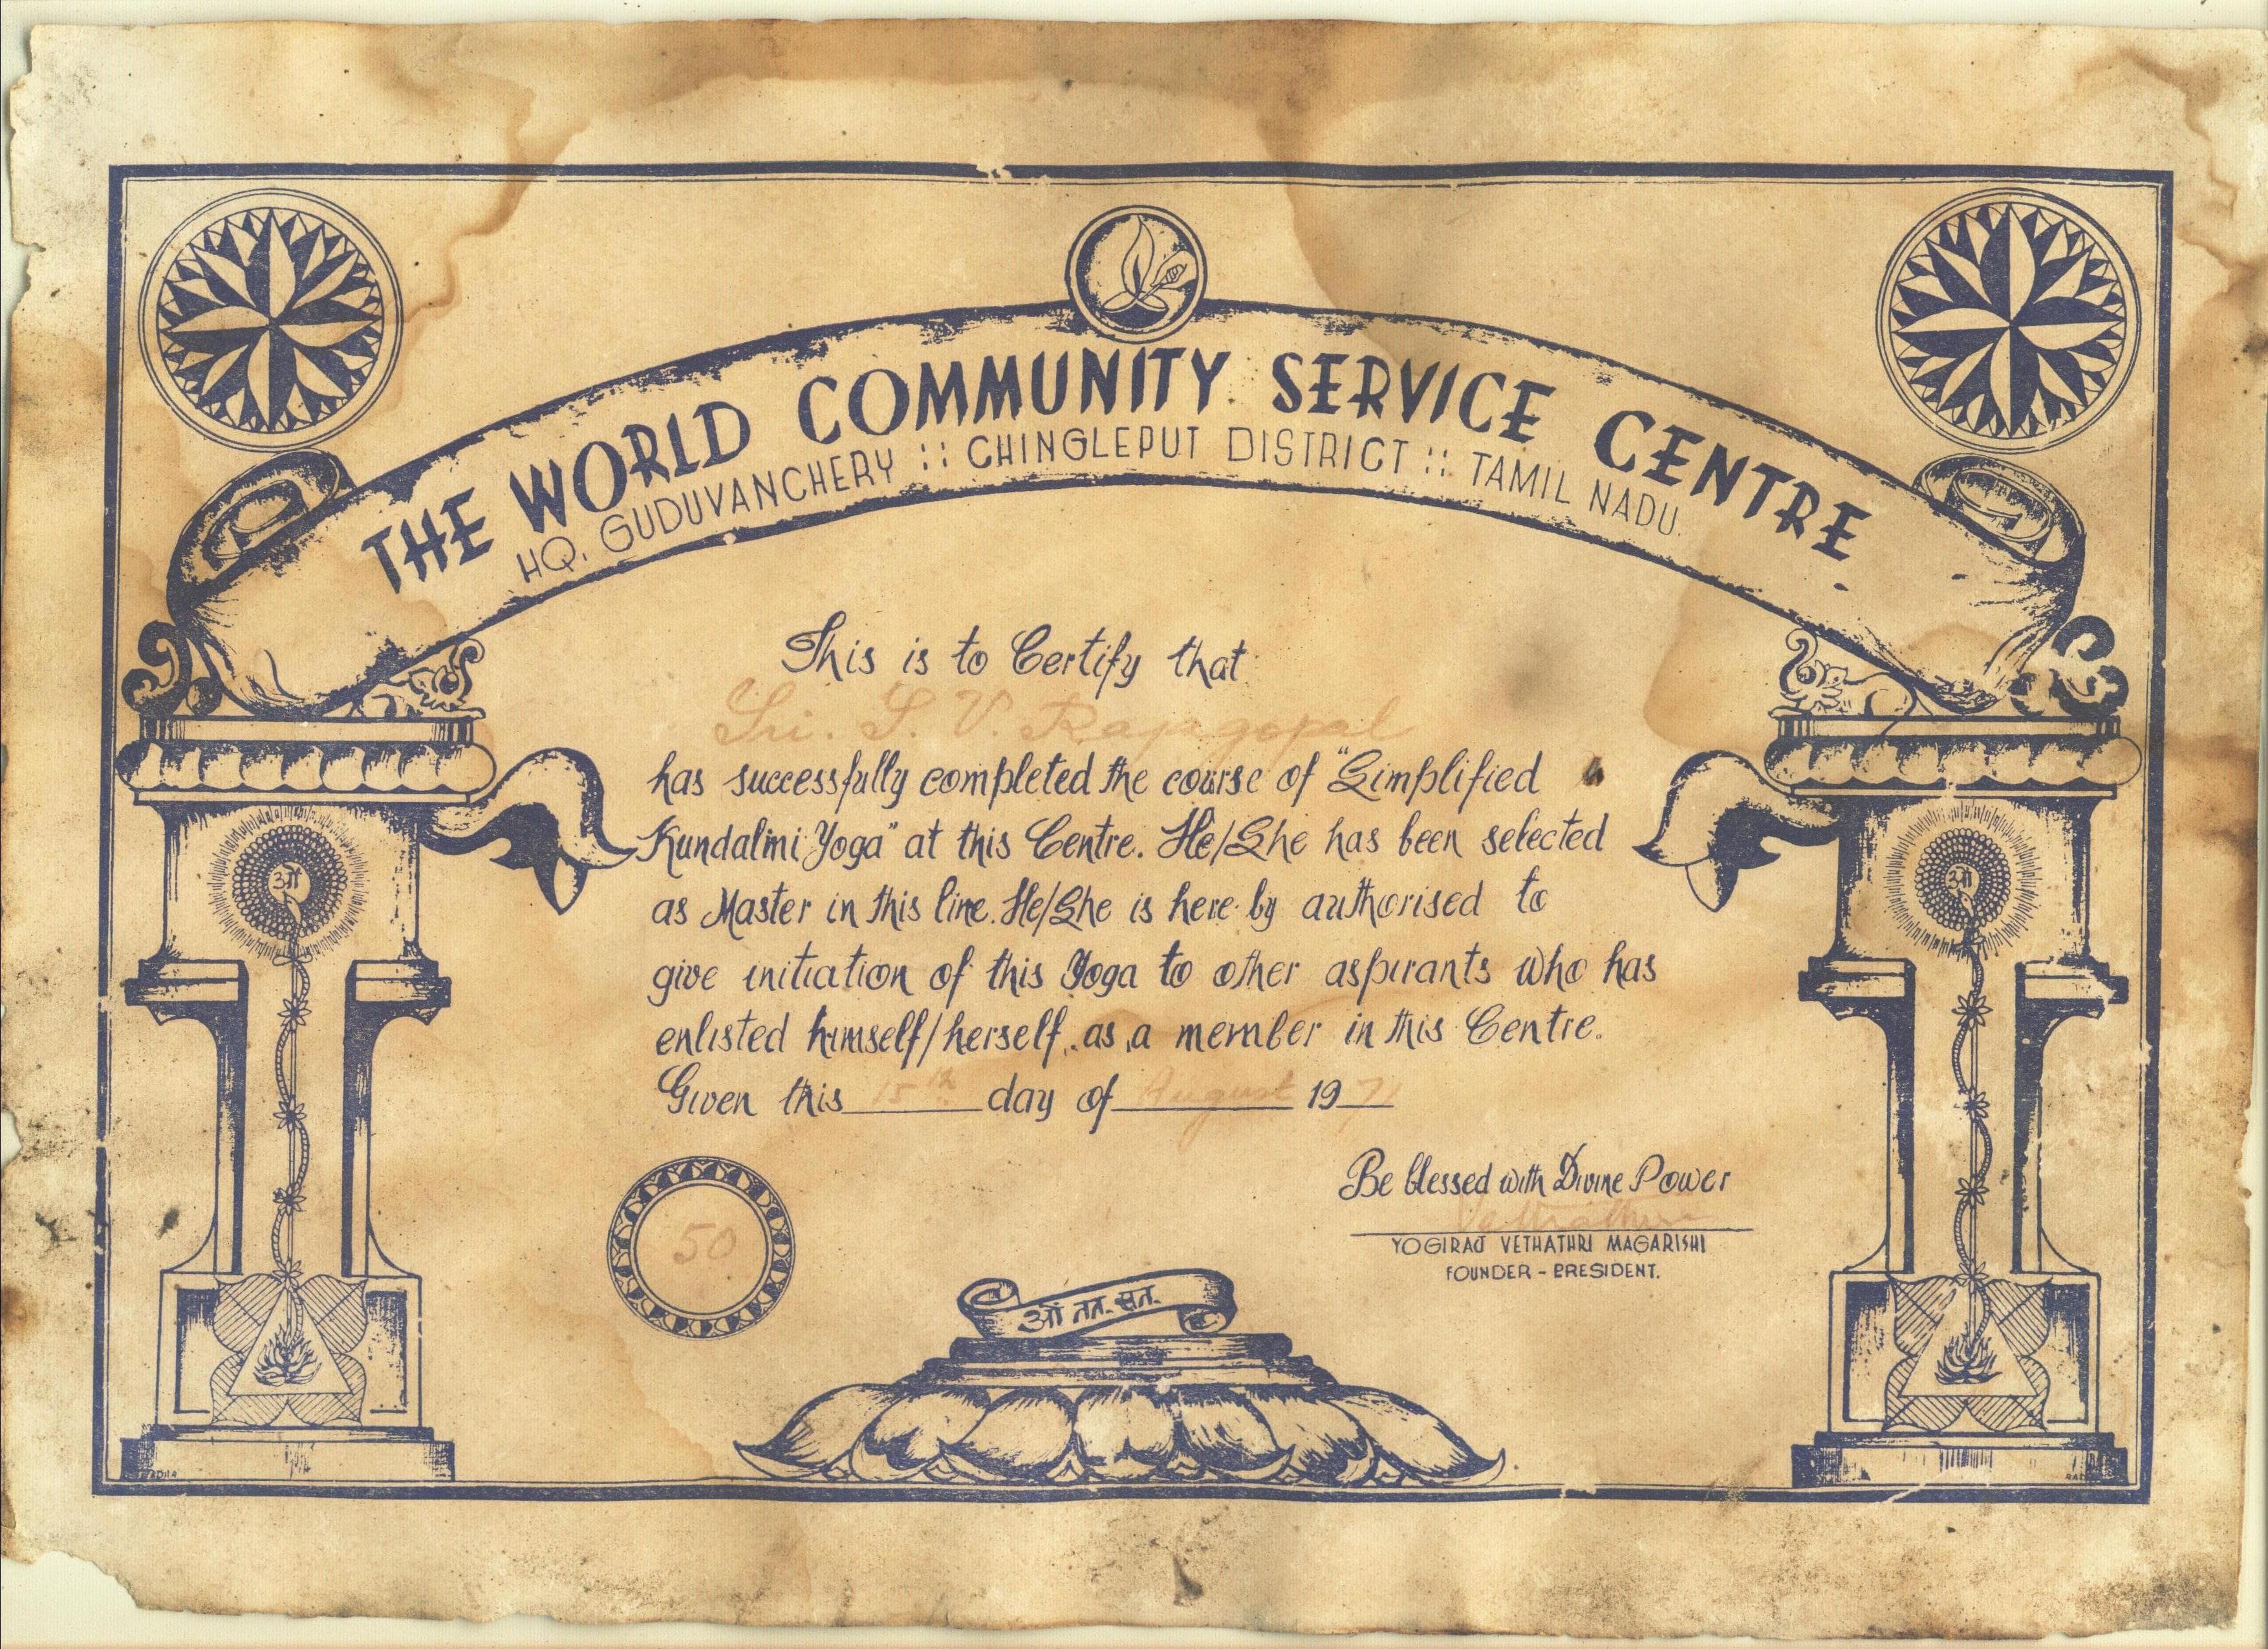 THE WORLD COMMUNITY SERVICE CENTRE
HQ. GUDUVANCHERY :: CHINGLEPUT DISTRICT :: TAMIL NADU.
This is to Certify that
Sri. S. V. Rajagopal
has successfully completed the course of "Simplified
Kundalini Yoga" at this Centre. He/She has been selected
as Master in this line. He/She is here by authorised to
give initiation of this Yoga to other aspirants who has
enlisted himself/herself, as a member in this Centre.
Given this 15th day of August 1971
Be blessed with Divine Power
Vethathiri
50
YOGIRAJ VETHATHRI MAGARISHI
FOUNDER - PRESIDENT.
ओं तत् सत्